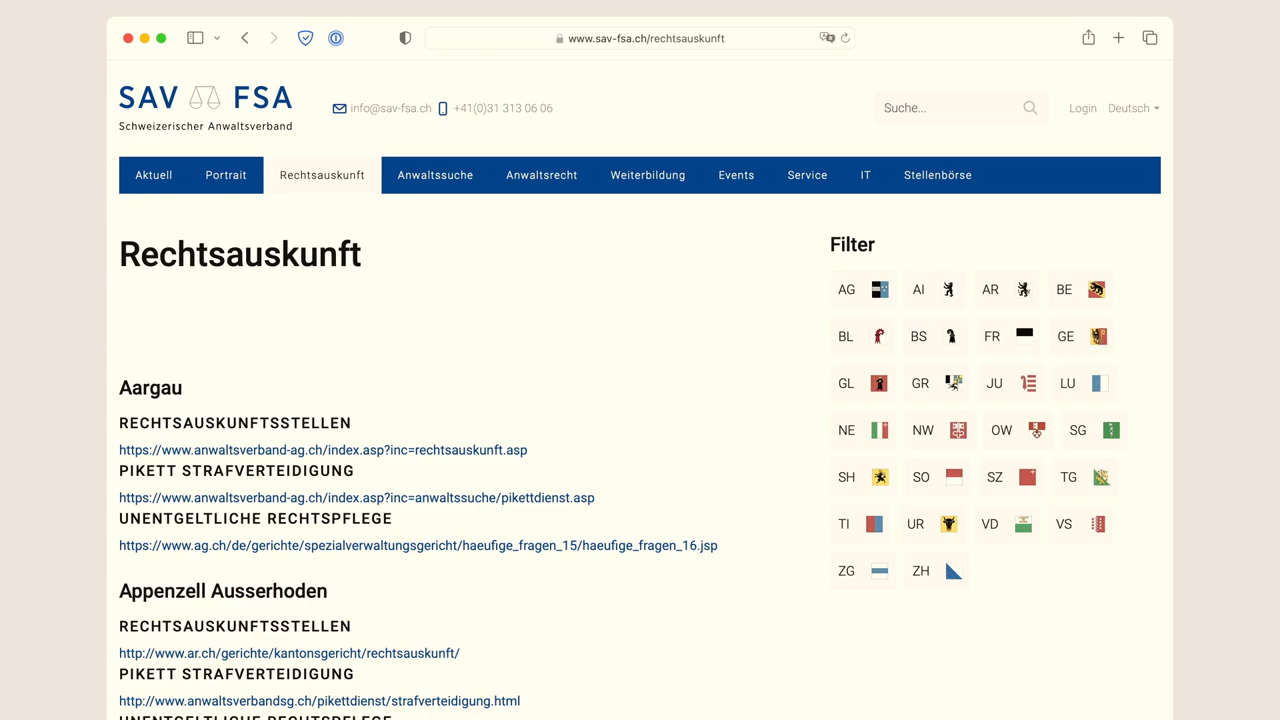 www.sav-fsa.ch/rechtsauskunft
SAV FSA
Schweizerischer Anwaltsverband
info@sav-fsa.ch +41(0)31 313 06 06
Suche...
Login Deutsch
Aktuell Portrait Rechtsauskunft Anwaltssuche Anwaltsrecht Weiterbildung Events Service IT Stellenbörse
Rechtsauskunft
Aargau
RECHTSAUSKUNFTSSTELLEN
https://www.anwaltsverband-ag.ch/index.asp?inc=rechtsauskunft.asp
PIKETT STRAFVERTEIDIGUNG
https://www.anwaltsverband-ag.ch/index.asp?inc=anwaltssuche/pikettdienst.asp
UNENTGELTLICHE RECHTSPFLEGE
https://www.ag.ch/de/gerichte/spezialverwaltungsgericht/haeufige_fragen_15/haeufige_fragen_16.jsp
Appenzell Ausserhoden
RECHTSAUSKUNFTSSTELLEN
http://www.ar.ch/gerichte/kantonsgericht/rechtsauskunft/
PIKETT STRAFVERTEIDIGUNG
http://www.anwaltsverbandsg.ch/pikettdienst/strafverteidigung.html
UNENTGELTLICHE RECHTSPFLEGE
Filter
AG AI AR BE
BL BS FR GE
GL GR JU LU
NE NW OW SG
SH SO SZ TG
TI UR VD VS
ZG ZH